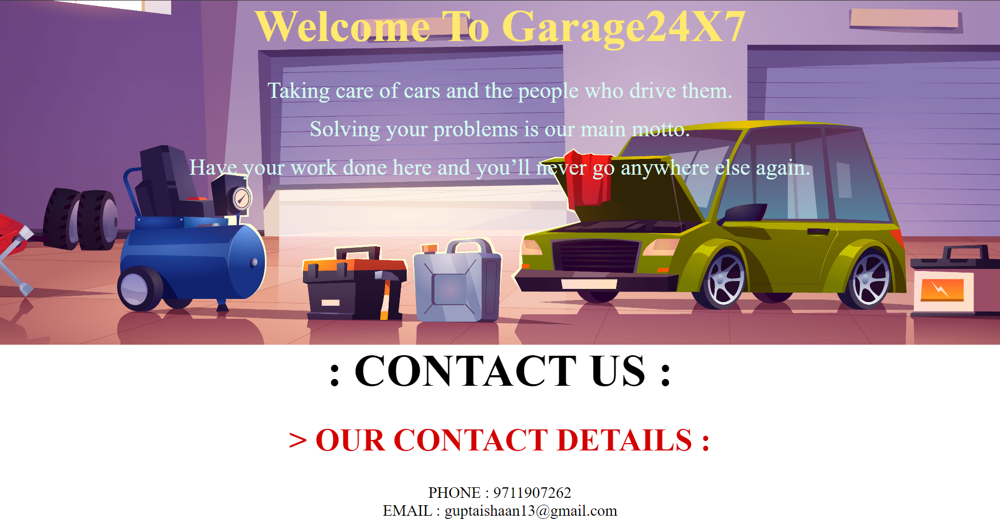 Welcome To Garage24X7
Taking care of cars and the people who drive them.
Solving your problems is our main motto.
Have your work done here and you’ll never go anywhere else again.
: CONTACT US :
> OUR CONTACT DETAILS :
PHONE : 9711907262
EMAIL : guptaishaan13@gmail.com